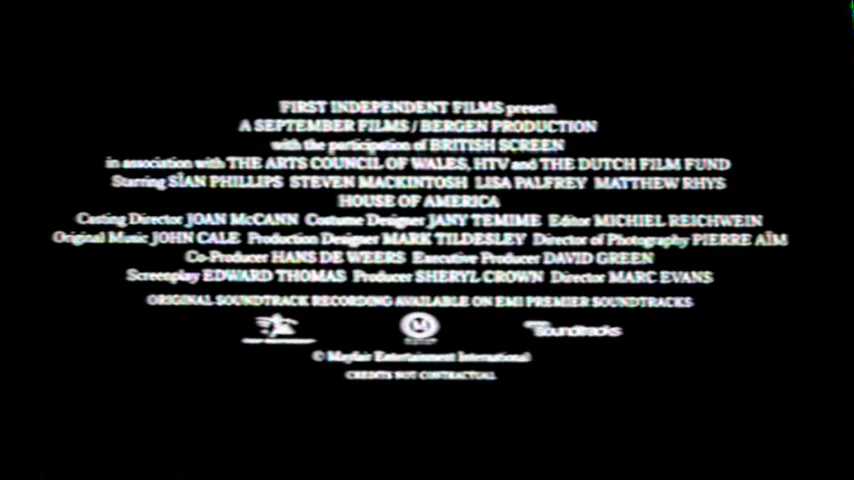 FIRST INDEPENDENT FILMS present
A SEPTEMBER FILMS / BERGEN PRODUCTION
with the participation of BRITISH SCREEN
in association with THE ARTS COUNCIL OF WALES, HTV and THE DUTCH FILM FUND
Starring SÎAN PHILLIPS STEVEN MACKINTOSH LISA PALFREY MATTHEW RHYS
HOUSE OF AMERICA
Casting Director JOAN McCANN Costume Designer JANY TEMIME Editor MICHIEL REICHWEIN
Original Music JOHN CALE Production Designer MARK TILDESLEY Director of Photography PIERRE AÏM
Co-Producer HANS DE WEERS Executive Producer DAVID GREEN
Screenplay EDWARD THOMAS Producer SHERYL CROWN Director MARC EVANS
ORIGINAL SOUNDTRACK RECORDING AVAILABLE ON EMI PREMIER SOUNDTRACKS
M Soundtracks
© Mayfair Entertainment International
CREDITS NOT CONTRACTUAL